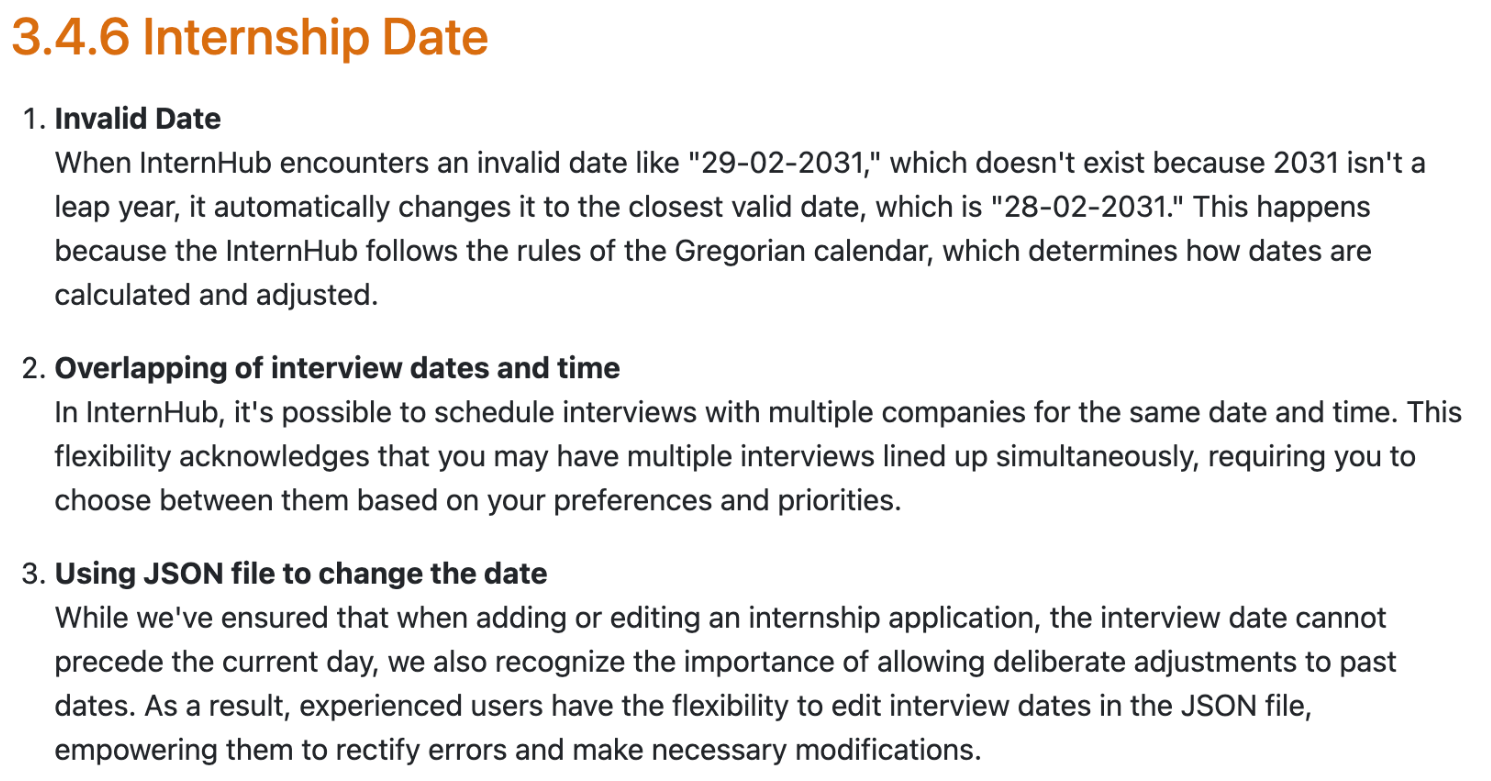 3.4.6 Internship Date
1. Invalid Date
When InternHub encounters an invalid date like "29-02-2031," which doesn't exist because 2031 isn't a
leap year, it automatically changes it to the closest valid date, which is "28-02-2031." This happens
because the InternHub follows the rules of the Gregorian calendar, which determines how dates are
calculated and adjusted.
2. Overlapping of interview dates and time
In InternHub, it's possible to schedule interviews with multiple companies for the same date and time. This
flexibility acknowledges that you may have multiple interviews lined up simultaneously, requiring you to
choose between them based on your preferences and priorities.
3. Using JSON file to change the date
While we've ensured that when adding or editing an internship application, the interview date cannot
precede the current day, we also recognize the importance of allowing deliberate adjustments to past
dates. As a result, experienced users have the flexibility to edit interview dates in the JSON file,
empowering them to rectify errors and make necessary modifications.